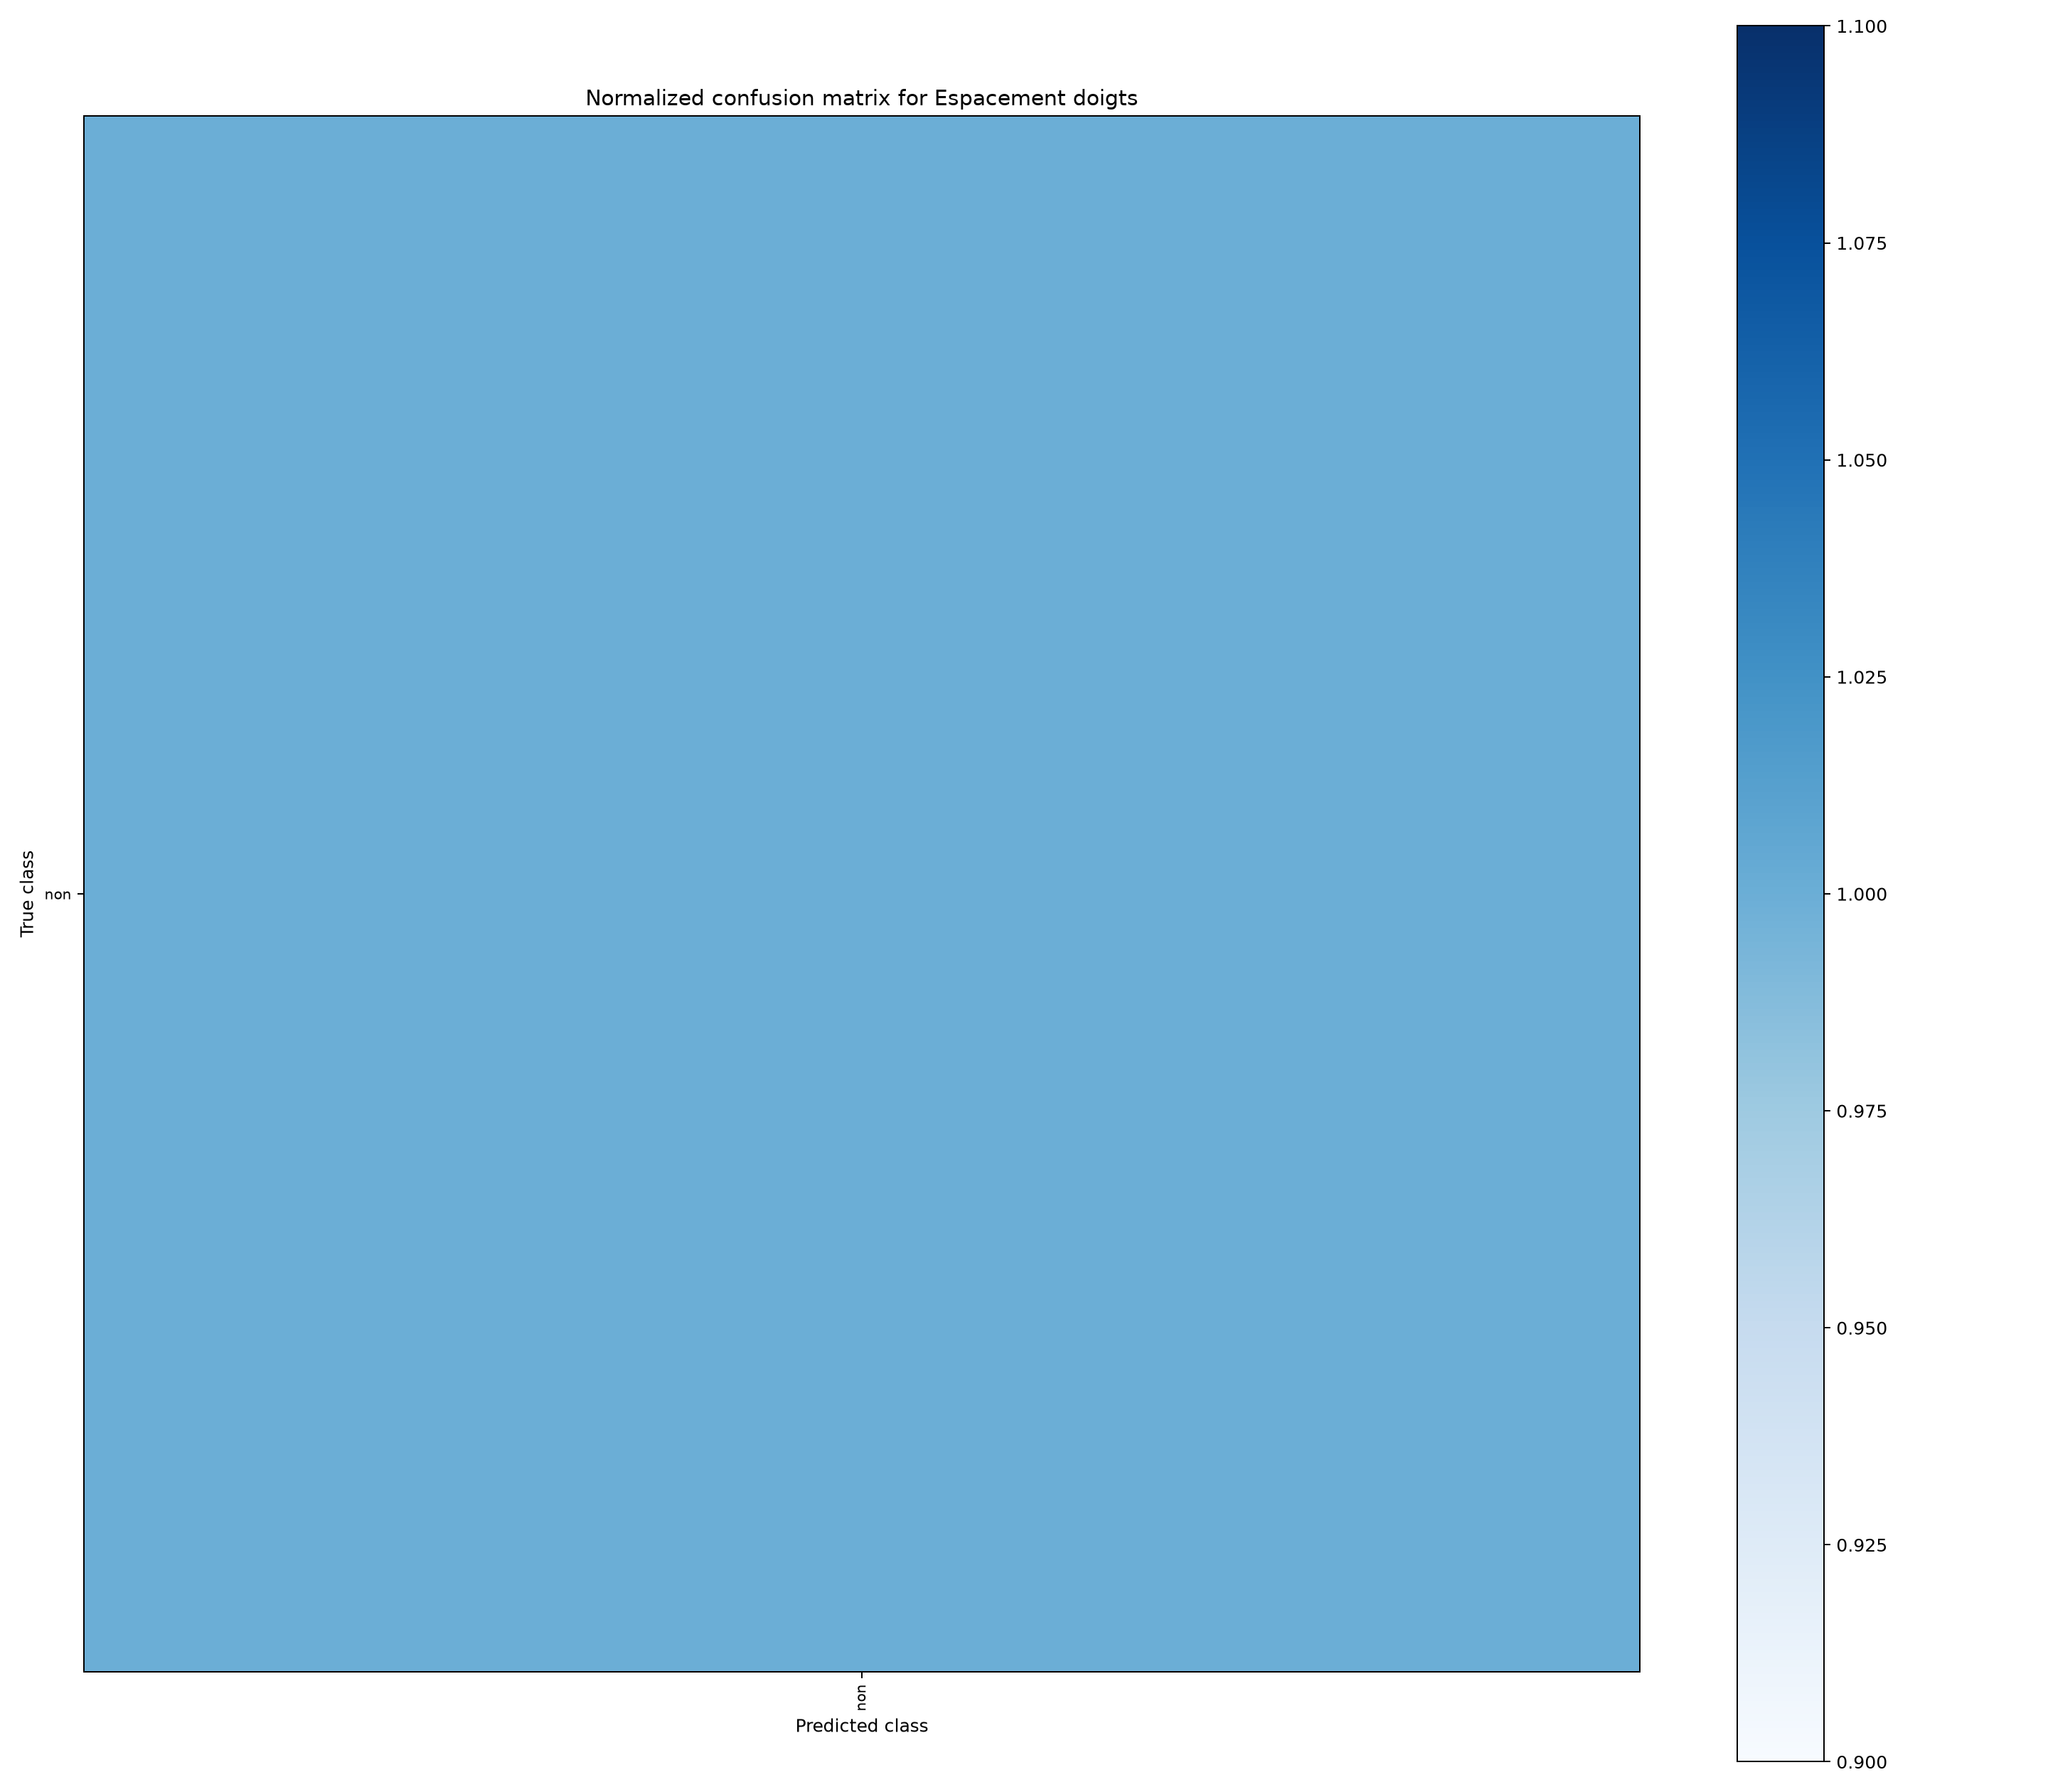 Normalized confusion matrix for Espacement doigts
True class
non
non
Predicted class
1.100
1.075
1.050
1.025
1.000
0.975
0.950
0.925
0.900